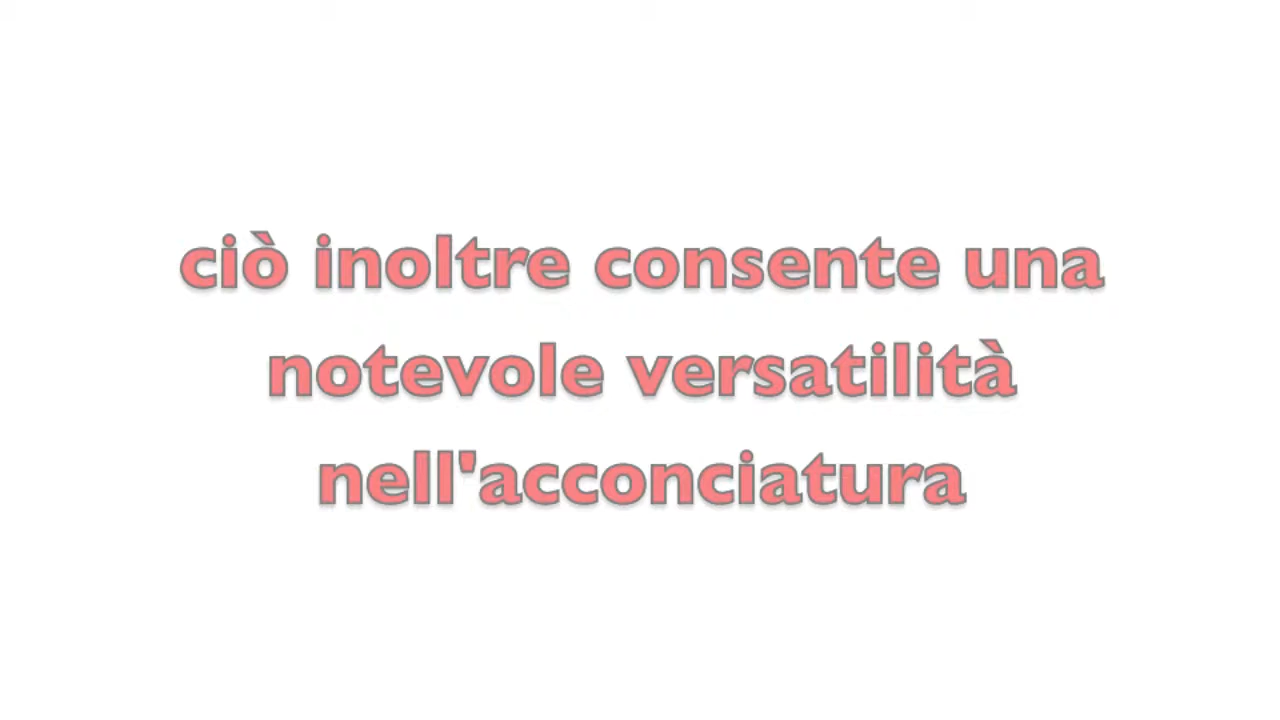 ciò inoltre consente una
notevole versatilità
nell'acconciatura